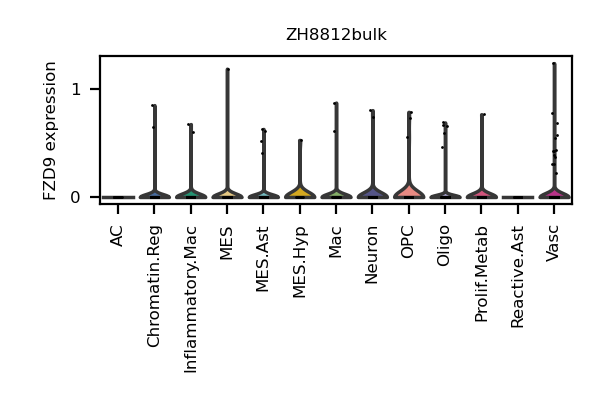 ZH8812bulk
FZD9 expression
1
0
AC
Chromatin.Reg
Inflammatory.Mac
MES
MES.Ast
MES.Hyp
Mac
Neuron
OPC
Oligo
Prolif.Metab
Reactive.Ast
Vasc